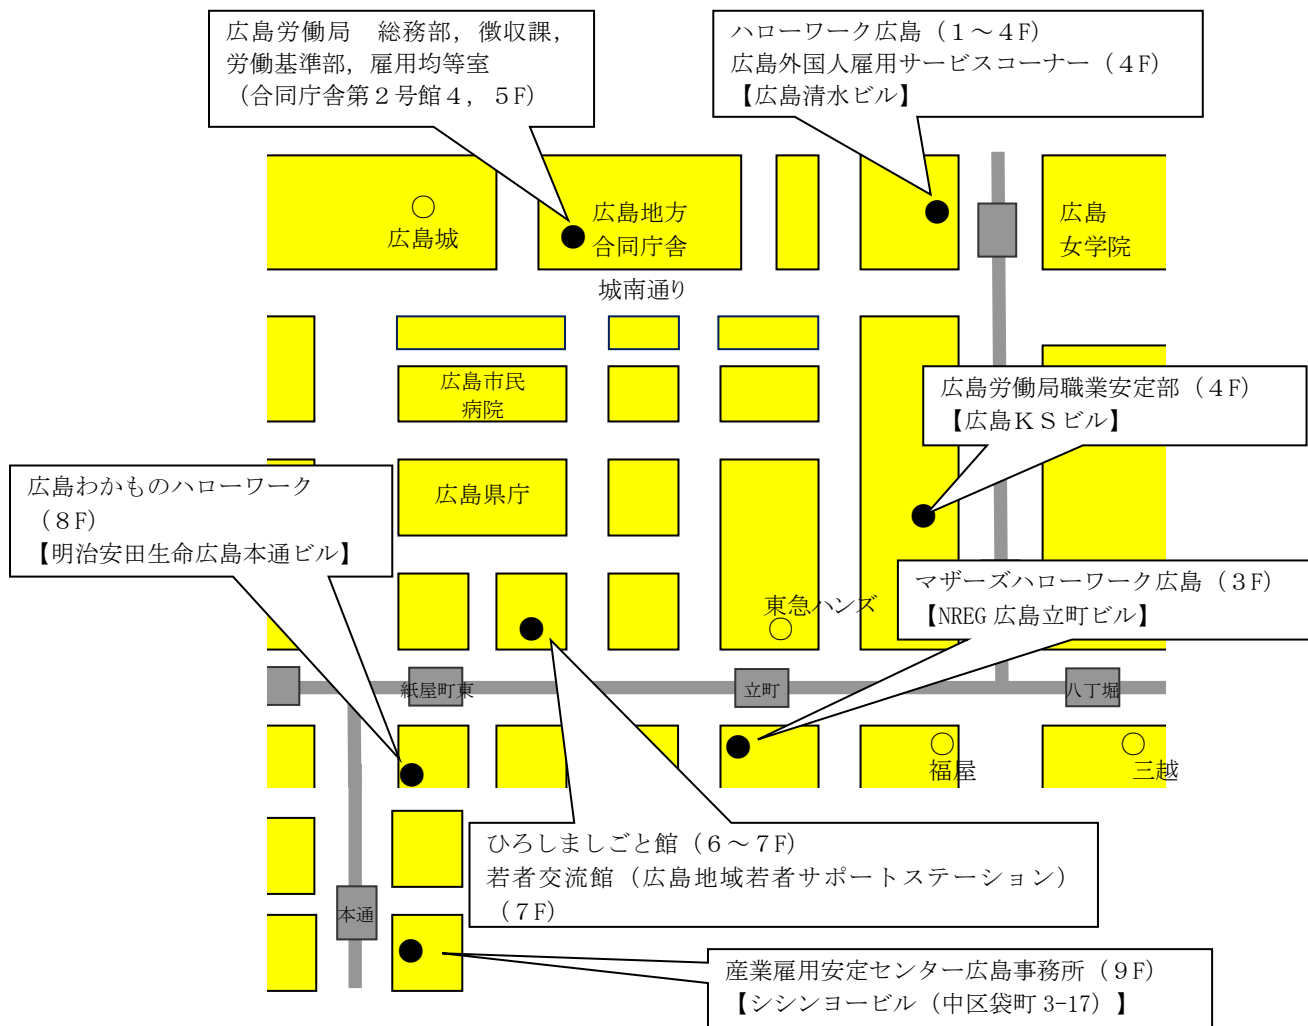 広島労働局　総務部，徴収課，
労働基準部，雇用均等室
（合同庁舎第２号館４，５F）
ハローワーク広島（１～４F）
広島外国人雇用サービスコーナー（４F）
【広島清水ビル】
広島城
広島地方
合同庁舎
広島
女学院
城南通り
広島市民
病院
広島労働局職業安定部（４F）
【広島ＫＳビル】
広島わかものハローワーク
（８F）
【明治安田生命広島本通ビル】
広島県庁
マザーズハローワーク広島（３F）
【NREG 広島立町ビル】
東急ハンズ
紙屋町東
立町
八丁堀
福屋
三越
ひろしましごと館（６～７F）
若者交流館（広島地域若者サポートステーション）
（７F）
本通
産業雇用安定センター広島事務所（９F）
【シシンヨービル（中区袋町 3-17）】